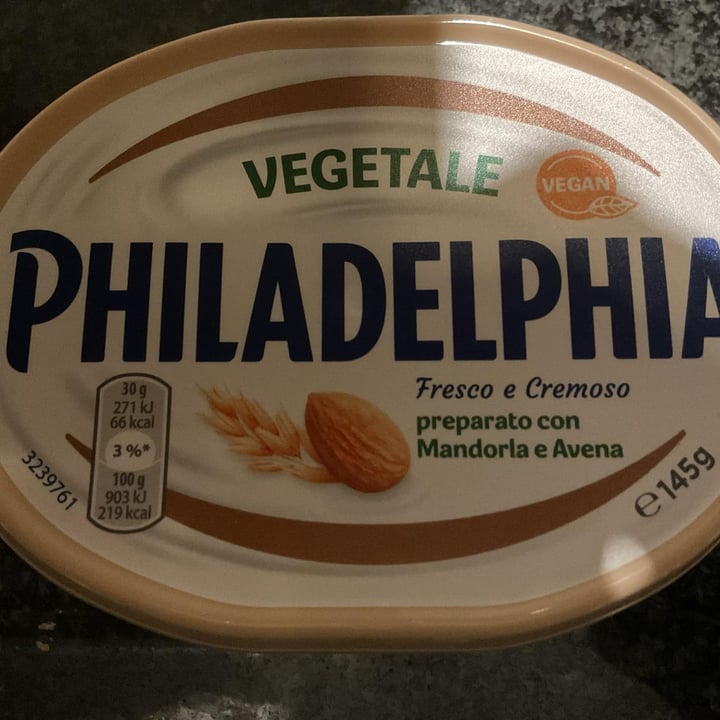 VEGETALE
VEGAN
PHILADELPHIA
Fresco e Cremoso
preparato con
Mandorla e Avena
30 g
271 kJ
66 kcal
3 %*
100 g
903 kJ
219 kcal
3239761
e 145g